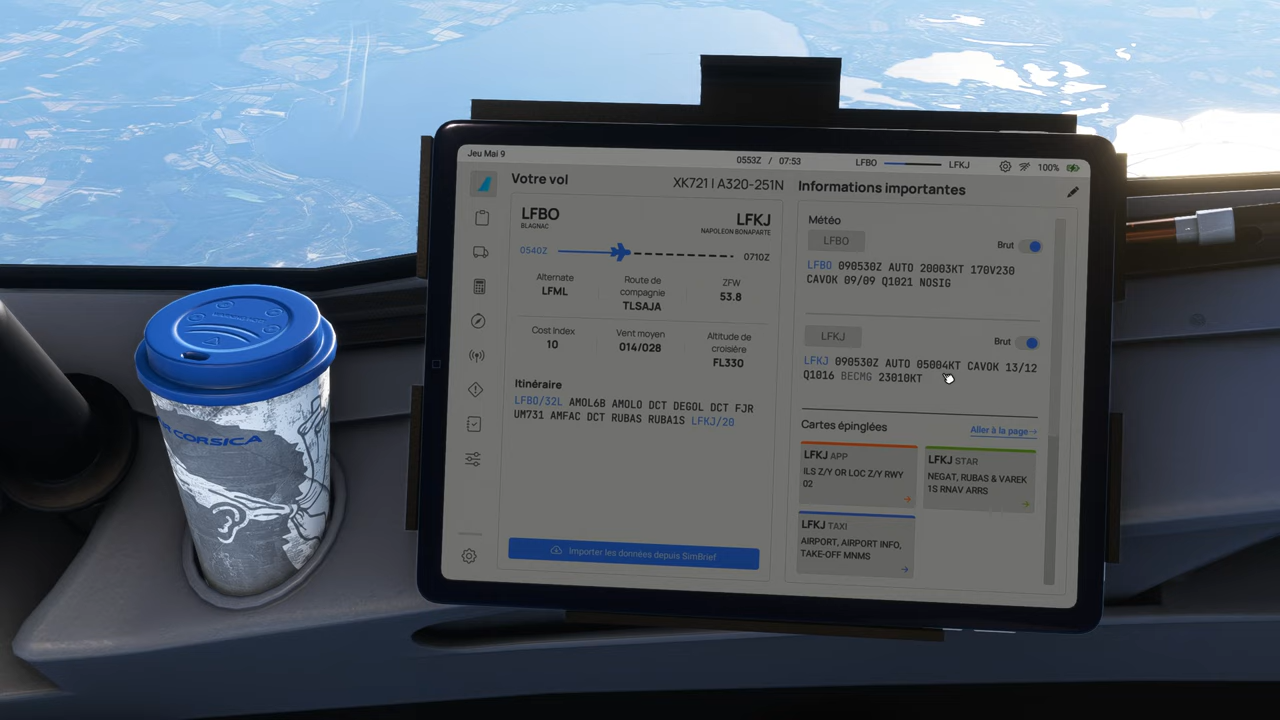 Jeu Mai 9
0553Z / 07:53
LFBO
LFKJ
100%
Votre vol
XK721 | A320-251N
LFBO
BLAGNAC
LFKJ
NAPOLEON BONAPARTE
0540Z
0710Z
Alternate
LFML
Route de
compagnie
TLSAJA
ZFW
53.8
Cost Index
10
Vent moyen
014/028
Altitude de
croisière
FL330
Itinéraire
LFBO/32L AMOL6B AMOLO DCT DEGOL DCT FJR
UM731 AMFAC DCT RUBAS RUBA1S LFKJ/20
Importer les données depuis SimBrief
Informations importantes
Météo
LFBO
Brut
LFBO 090530Z AUTO 20003KT 170V230
CAVOK 09/09 Q1021 NOSIG
LFKJ
Brut
LFKJ 090530Z AUTO 05004KT CAVOK 13/12
Q1016 BECMG 23010KT
Cartes épinglées
Aller à la page→
LFKJ APP
ILS Z/Y OR LOC Z/Y RWY
02
LFKJ STAR
NEGAT, RUBAS & VAREK
1S RNAV ARRS
LFKJ TAXI
AIRPORT, AIRPORT INFO,
TAKE-OFF MNMS
CORSICA